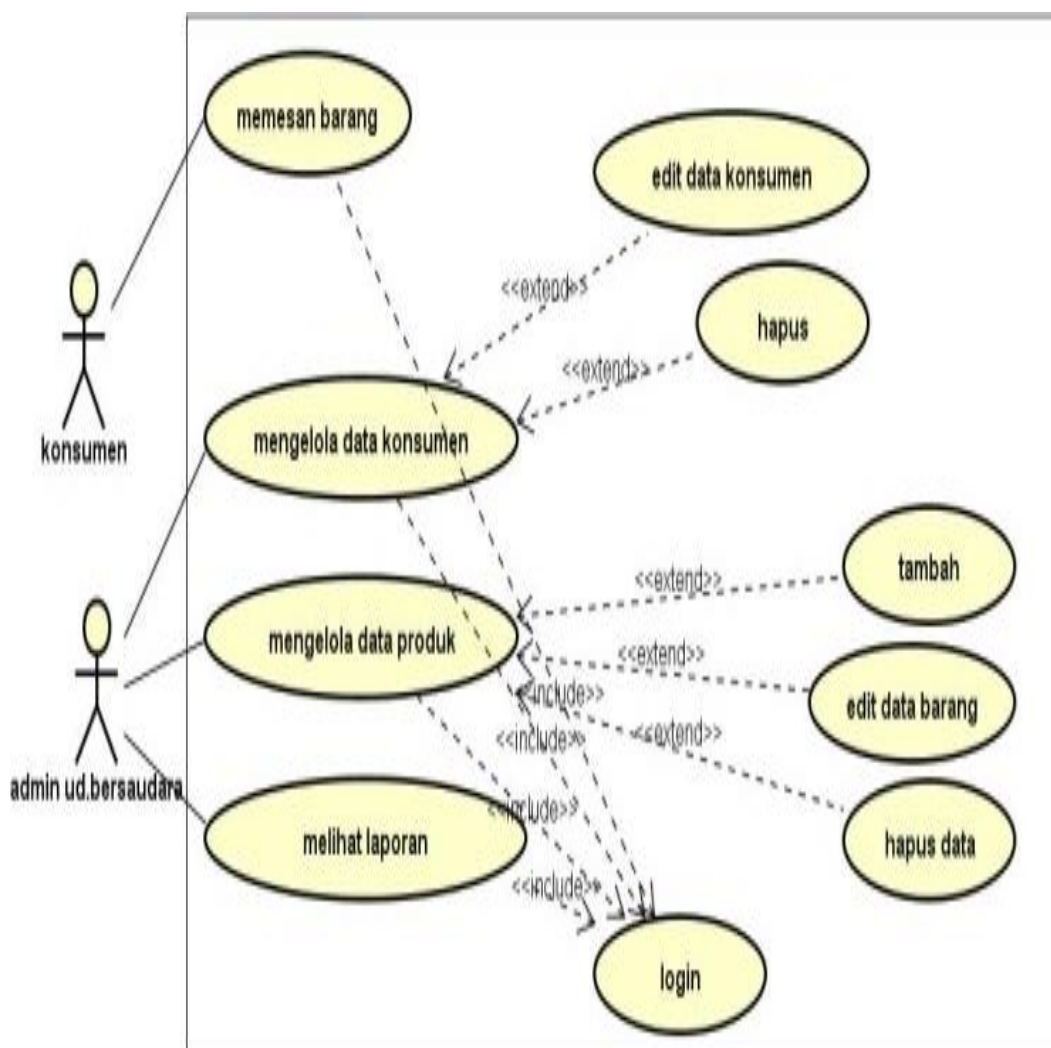 memesan barang
edit data konsumen
<<extend>>
hapus
<<extend>>
konsumen
mengelola data konsumen
tambah
<<extend>>
mengelola data produk
<<extend>>
<<include>>
edit data barang
<<include>>
<<extend>>
admin ud.bersaudara
<<include>>
melihat laporan
hapus data
<<include>>
login